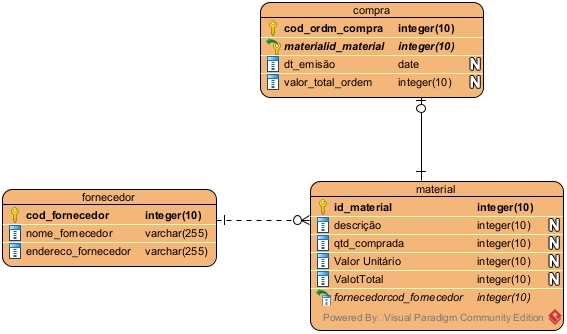 compra
cod_ordm_compra integer(10)
materialid_material integer(10)
dt_emisão date N
valor_total_ordem integer(10) N
fornecedor
cod_fornecedor integer(10)
nome_fornecedor varchar(255)
endereco_fornecedor varchar(255)
material
id_material integer(10)
descrição integer(10) N
qtd_comprada integer(10) N
Valor Unitário integer(10) N
ValotTotal integer(10) N
fornecedorcod_fornecedor integer(10)
Powered By Visual Paradigm Community Edition